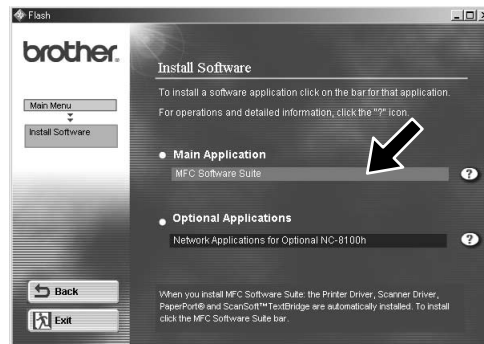 Flash
brother.
Install Software
To install a software application click on the bar for that application.
For operations and detailed information, click the "?" icon.
Main Menu
Install Software
Main Application
MFC Software Suite
?
Optional Applications
Network Applications for Optional NC-8100h
?
Back
Exit
When you install MFC Software Suite: the Printer Driver, Scanner Driver,
PaperPort® and ScanSoft™TextBridge are automatically installed. To install
click the MFC Software Suite bar.